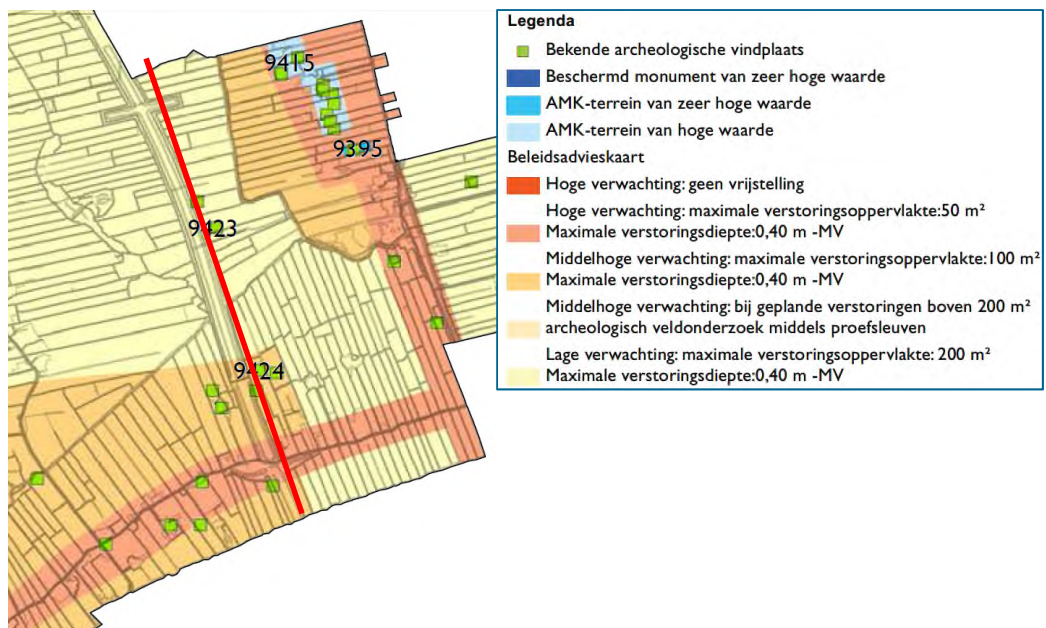 9415
9395
9423
9424
Legenda
Bekende archeologische vindplaats
Beschermd monument van zeer hoge waarde
AMK-terrein van zeer hoge waarde
AMK-terrein van hoge waarde
Beleidsadvieskaart
Hoge verwachting: geen vrijstelling
Hoge verwachting: maximale verstoringsoppervlakte:50 m²
Maximale verstoringsdiepte:0,40 m -MV
Middelhoge verwachting: maximale verstoringsoppervlakte:100 m²
Maximale verstoringsdiepte:0,40 m -MV
Middelhoge verwachting: bij geplande verstoringen boven 200 m²
archeologisch veldonderzoek middels proefsleuven
Lage verwachting: maximale verstoringsoppervlakte: 200 m²
Maximale verstoringsdiepte:0,40 m -MV